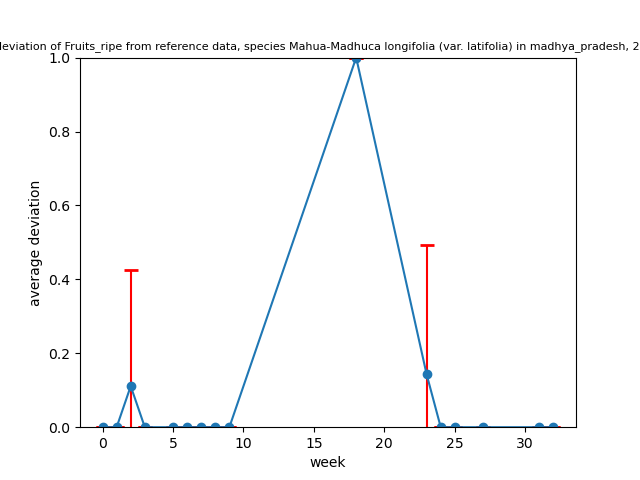 deviation of Fruits_ripe from reference data, species Mahua-Madhuca longifolia (var. latifolia) in madhya_pradesh, 2
1.0
0.8
0.6
0.4
0.2
0.0
average deviation
0 5 10 15 20 25 30
week